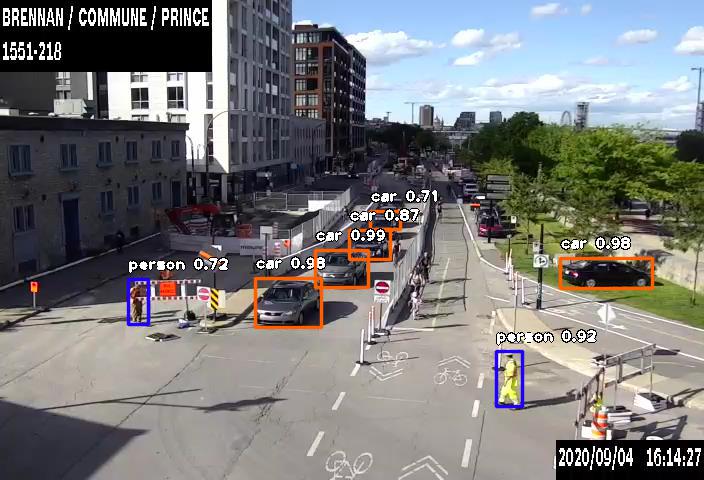 BRENNAN / COMMUNE / PRINCE
1551-218
car 0.71
car 0.87
car 0.99
car 0.98
car 0.98
person 0.72
person 0.92
2020/09/04 16:14:27